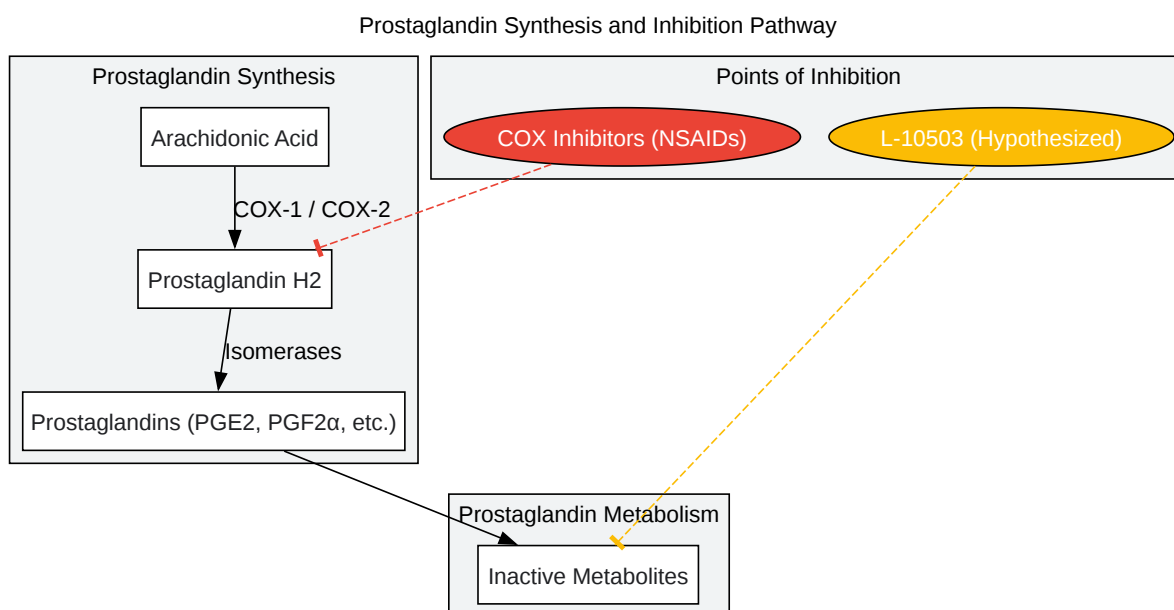 Prostaglandin Synthesis and Inhibition Pathway
Prostaglandin Synthesis
Arachidonic Acid
COX-1 / COX-2
Prostaglandin H2
Isomerases
Prostaglandins (PGE2, PGF2α, etc.)
Points of Inhibition
COX Inhibitors (NSAIDs)
L-10503 (Hypothesized)
Prostaglandin Metabolism
Inactive Metabolites